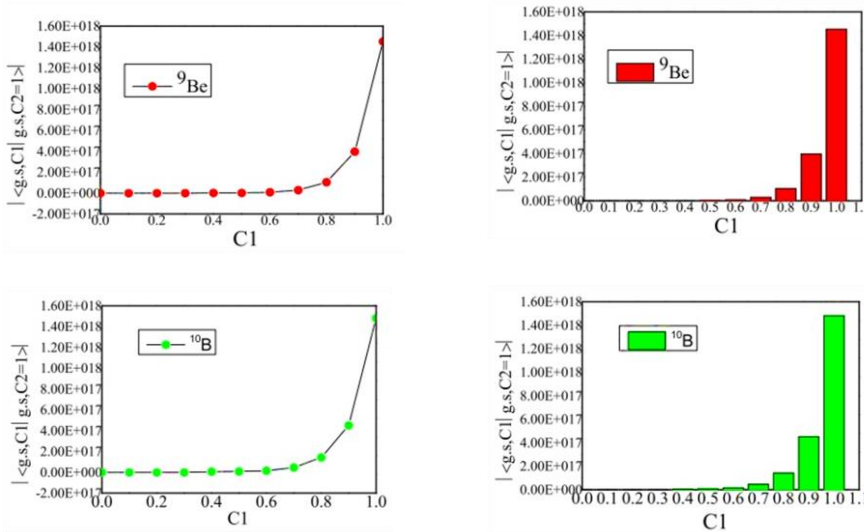 1.60E+018
1.40E+018
1.20E+018
1.00E+018
8.00E+017
6.00E+017
4.00E+017
2.00E+017
0.00E+000
-2.00E+017
| <g.s,C1| g.s,C2=1>|
9Be
0.0 0.2 0.4 0.6 0.8 1.0
C1
1.60E+018
1.40E+018
1.20E+018
1.00E+018
8.00E+017
6.00E+017
4.00E+017
2.00E+017
0.00E+000
| <g.s,C1| g.s,C2=1>|
9Be
0.0 0.1 0.2 0.3 0.4 0.5 0.6 0.7 0.8 0.9 1.0 1.
C1
1.60E+018
1.40E+018
1.20E+018
1.00E+018
8.00E+017
6.00E+017
4.00E+017
2.00E+017
0.00E+000
-2.00E+017
| <g.s,C1| g.s,C2=1>|
10B
0.0 0.2 0.4 0.6 0.8 1.0
C1
1.60E+018
1.40E+018
1.20E+018
1.00E+018
8.00E+017
6.00E+017
4.00E+017
2.00E+017
0.00E+000
| <g.s,C1| g.s,C2=1>|
10B
0.0 0.1 0.2 0.3 0.4 0.5 0.6 0.7 0.8 0.9 1.0 1.
C1